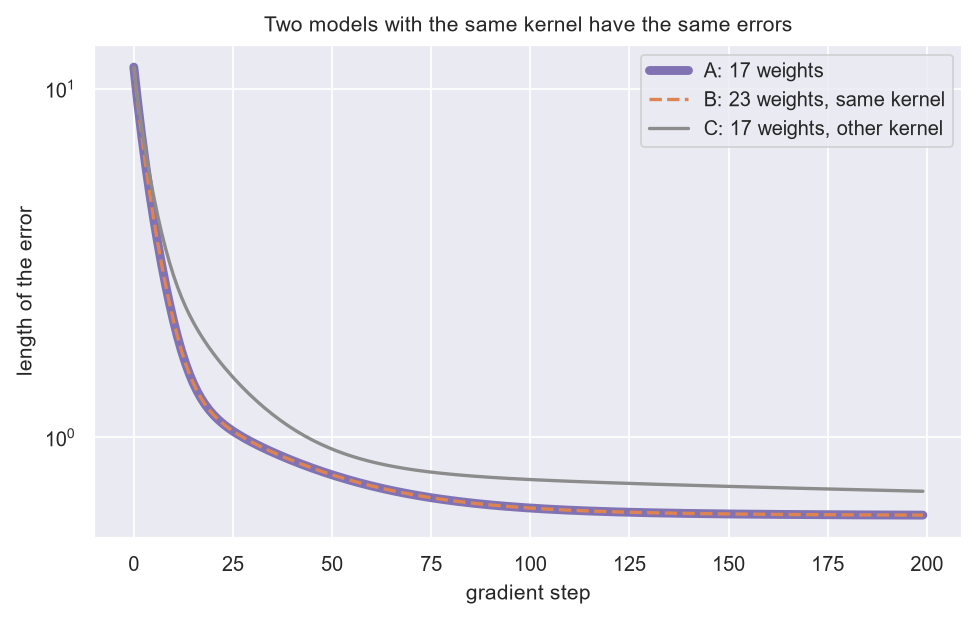 Two models with the same kernel have the same errors
A: 17 weights
B: 23 weights, same kernel
C: 17 weights, other kernel
10¹
10⁰
length of the error
0 25 50 75 100 125 150 175 200
gradient step